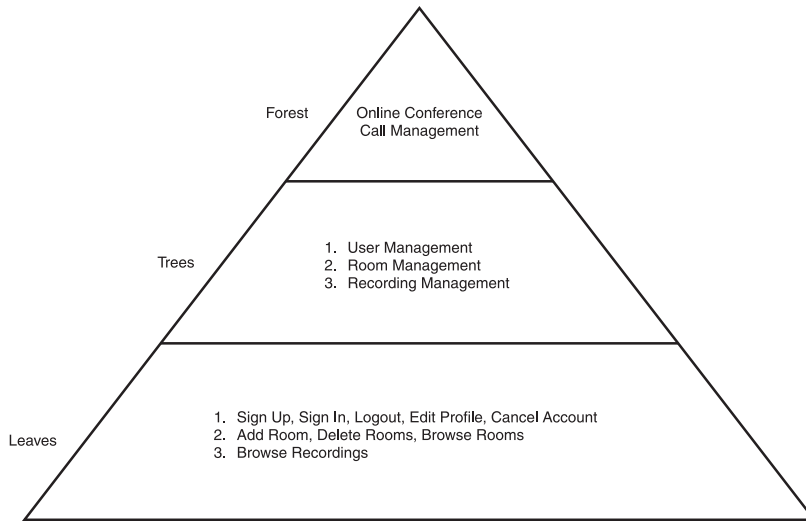 Forest
Online Conference
Call Management
Trees
1. User Management
2. Room Management
3. Recording Management
Leaves
1. Sign Up, Sign In, Logout, Edit Profile, Cancel Account
2. Add Room, Delete Rooms, Browse Rooms
3. Browse Recordings